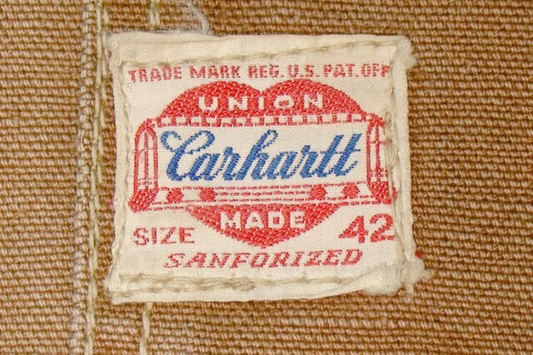 TRADE MARK REG. U.S. PAT. OFF
UNION
Carhartt
MADE
SIZE 42
SANFORIZED